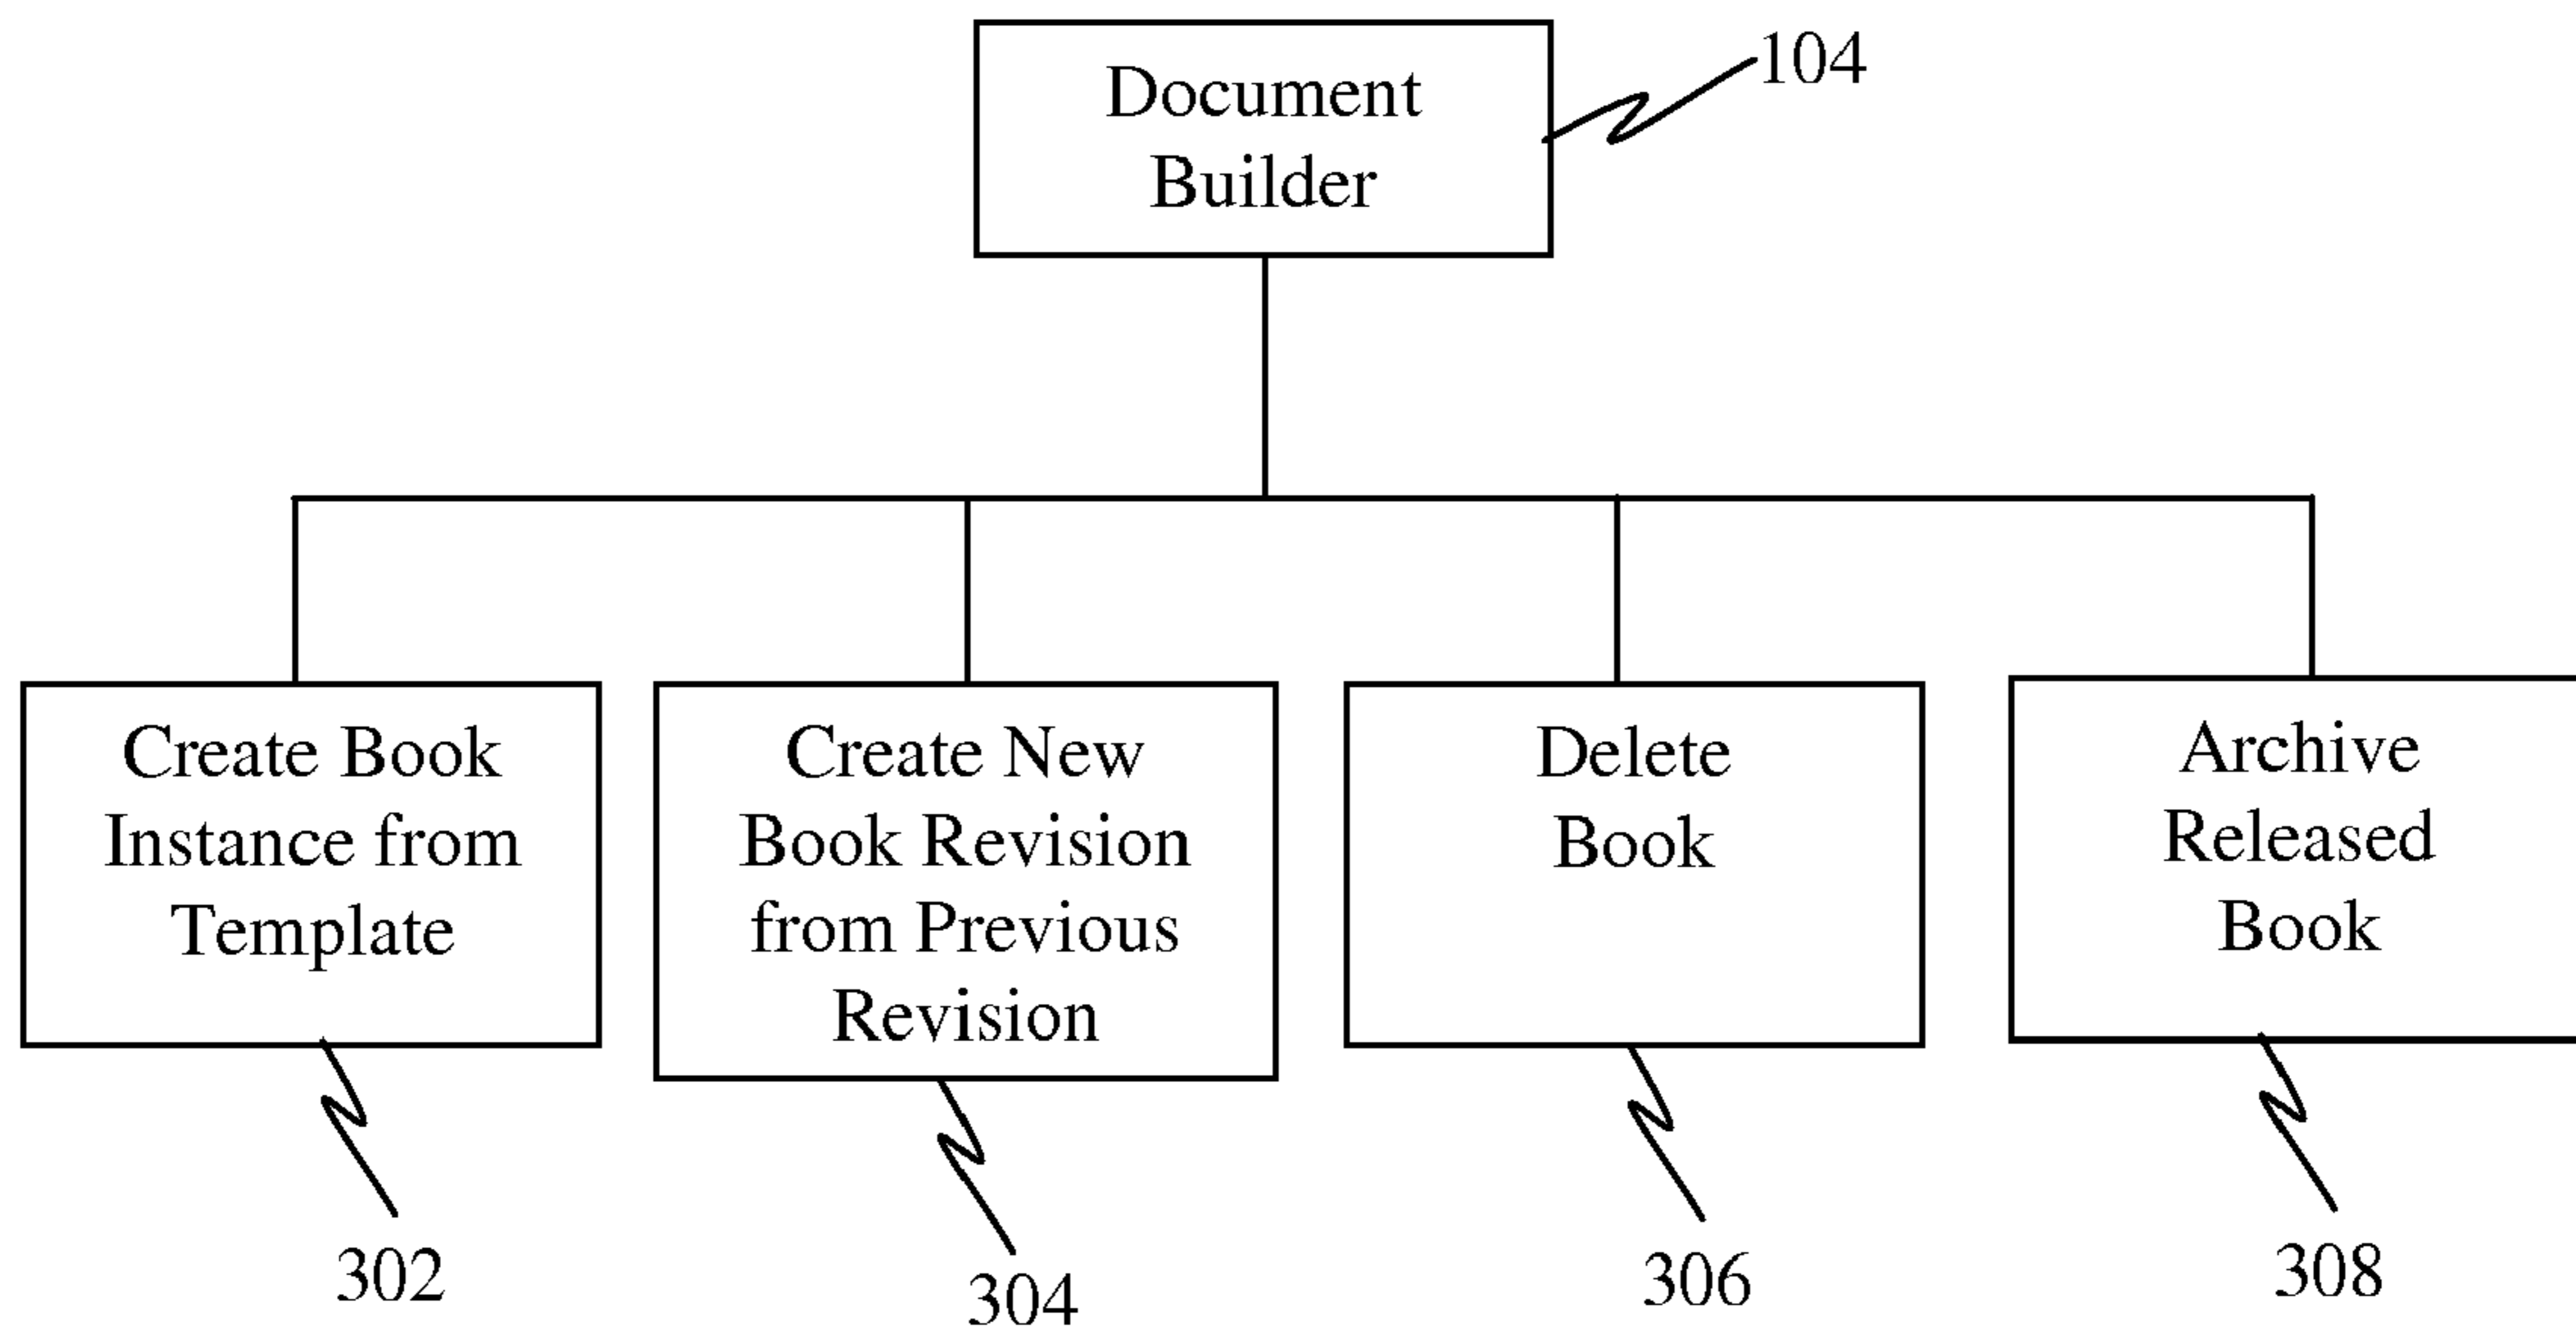 Document
Builder
104
Create Book
Instance from
Template
Create New
Book Revision
from Previous
Revision
Delete
Book
Archive
Released
Book
302
304
306
308